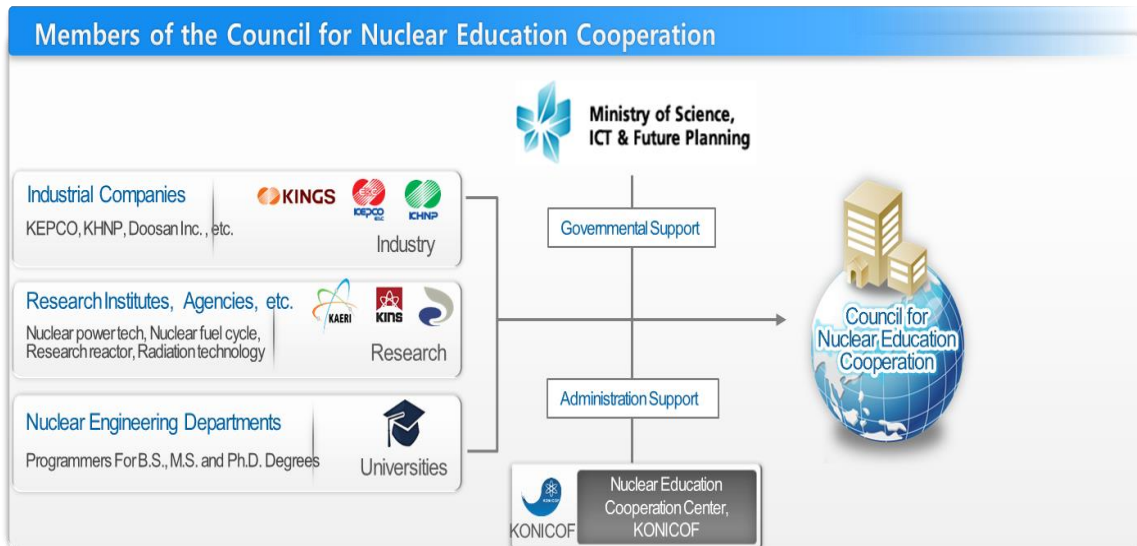 Members of the Council for Nuclear Education Cooperation
Ministry of Science,
ICT & Future Planning
Industrial Companies
KINGS
KEPCO
KHNP
KEPCO, KHNP, Doosan Inc. , etc.
Industry
Governmental Support
Research Institutes, Agencies, etc.
KAERI
KINS
Nuclear power tech, Nuclear fuel cycle,
Research reactor, Radiation technology
Research
Council for
Nuclear Education
Cooperation
Administration Support
Nuclear Engineering Departments
Programmers For B.S., M.S. and Ph.D. Degrees
Universities
KONICOF
Nuclear Education
Cooperation Center,
KONICOF